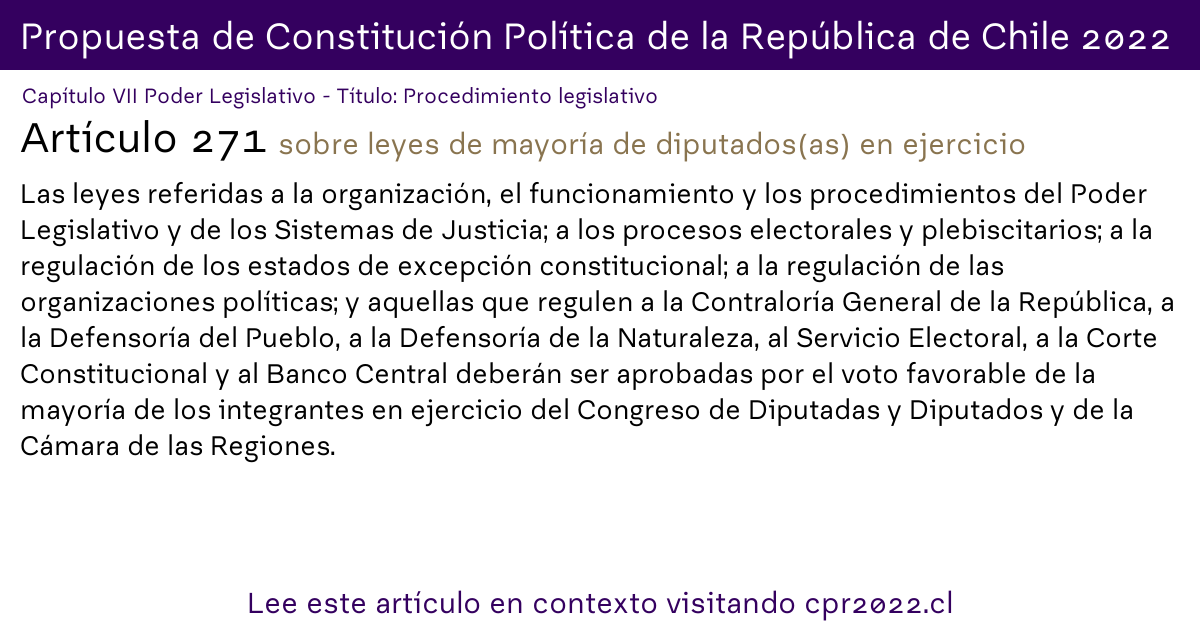 Propuesta de Constitución Política de la República de Chile 2022
Capítulo VII Poder Legislativo - Título: Procedimiento legislativo
Artículo 271 sobre leyes de mayoría de diputados(as) en ejercicio
Las leyes referidas a la organización, el funcionamiento y los procedimientos del Poder
Legislativo y de los Sistemas de Justicia; a los procesos electorales y plebiscitarios; a la
regulación de los estados de excepción constitucional; a la regulación de las
organizaciones políticas; y aquellas que regulen a la Contraloría General de la República, a
la Defensoría del Pueblo, a la Defensoría de la Naturaleza, al Servicio Electoral, a la Corte
Constitucional y al Banco Central deberán ser aprobadas por el voto favorable de la
mayoría de los integrantes en ejercicio del Congreso de Diputadas y Diputados y de la
Cámara de las Regiones.
Lee este artículo en contexto visitando cpr2022.cl